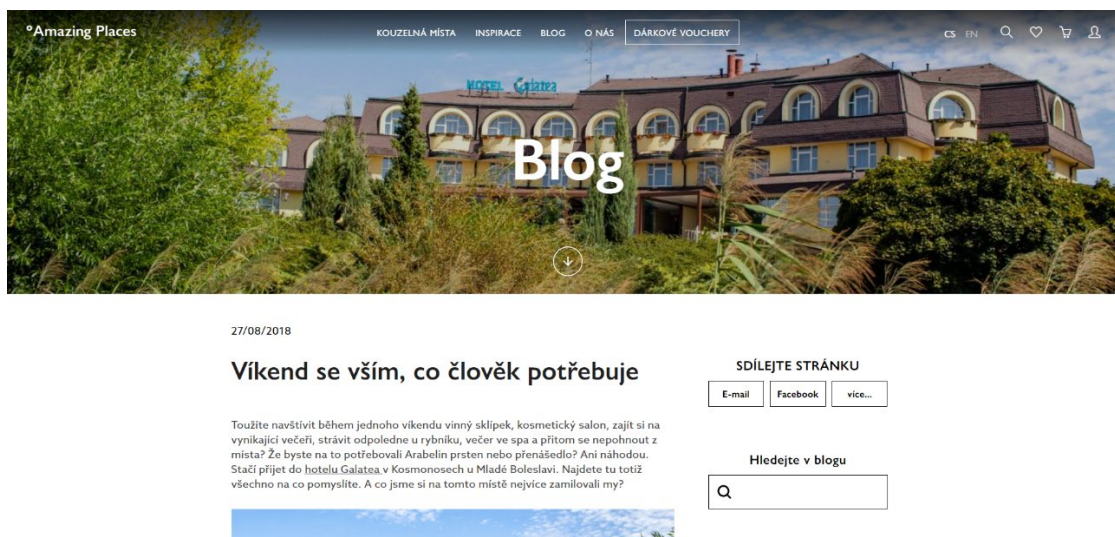 °Amazing Places
KOUZELNÁ MÍSTA INSPIRACE BLOG O NÁS DÁRKOVÉ VOUCHERY
CS EN
HOTEL Galatea
Blog
27/08/2018
Víkend se vším, co člověk potřebuje
Toužíte navštívit během jednoho víkendu vinný sklípek, kosmetický salon, zajít si na
vynikající večeři, strávit odpoledne u rybníku, večer ve spa a přitom se nepohnout z
místa? Že byste na to potřebovali Arabelin prsten nebo přenášedlo? Ani náhodou.
Stačí přijet do hotelu Galatea v Kosmonosech u Mladé Boleslavi. Najdete tu totiž
všechno na co pomyslíte. A co jsme si na tomto místě nejvíce zamilovali my?
SDÍLEJTE STRÁNKU
E-mail Facebook více...
Hledejte v blogu